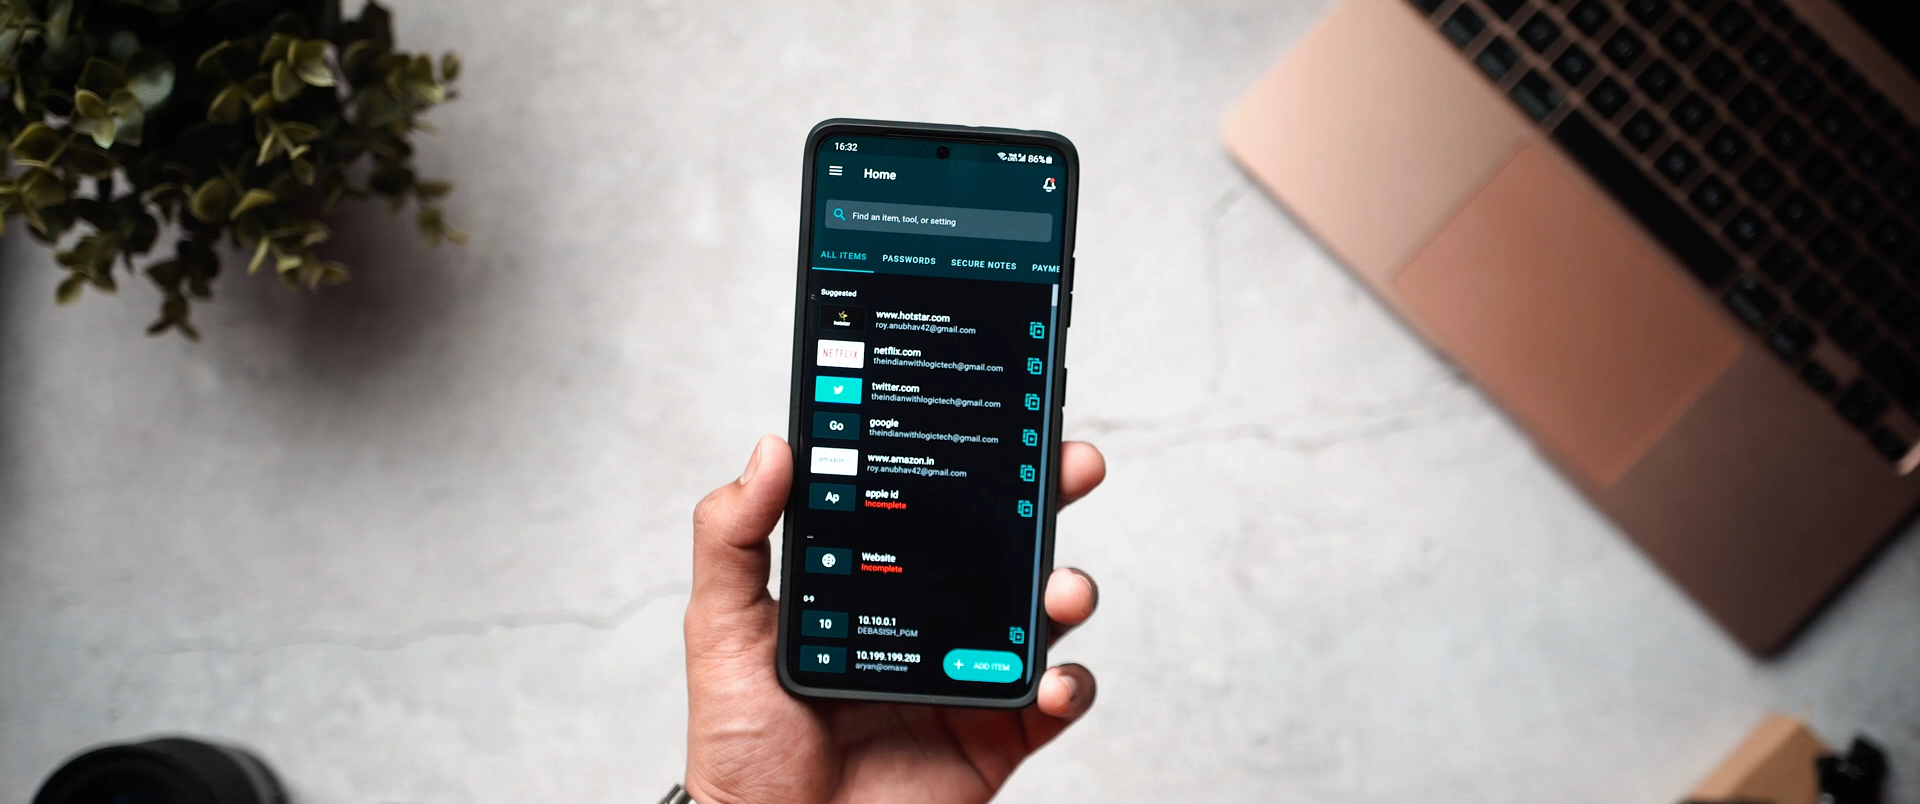 16:32
86%
Home
Find an item, tool, or setting
ALL ITEMS PASSWORDS SECURE NOTES PAYME
Suggested
hotstar
www.hotstar.com
roy.anubhav42@gmail.com
NETFLIX
netflix.com
theindianwithlogictech@gmail.com
twitter.com
theindianwithlogictech@gmail.com
Go
google
theindianwithlogictech@gmail.com
amazon
www.amazon.in
roy.anubhav42@gmail.com
Ap
apple id
Incomplete
...
Website
Incomplete
0-9
10
10.10.0.1
DEBASISH_PGM
10
10.199.199.203
aryan@omaxe
+ ADD ITEM